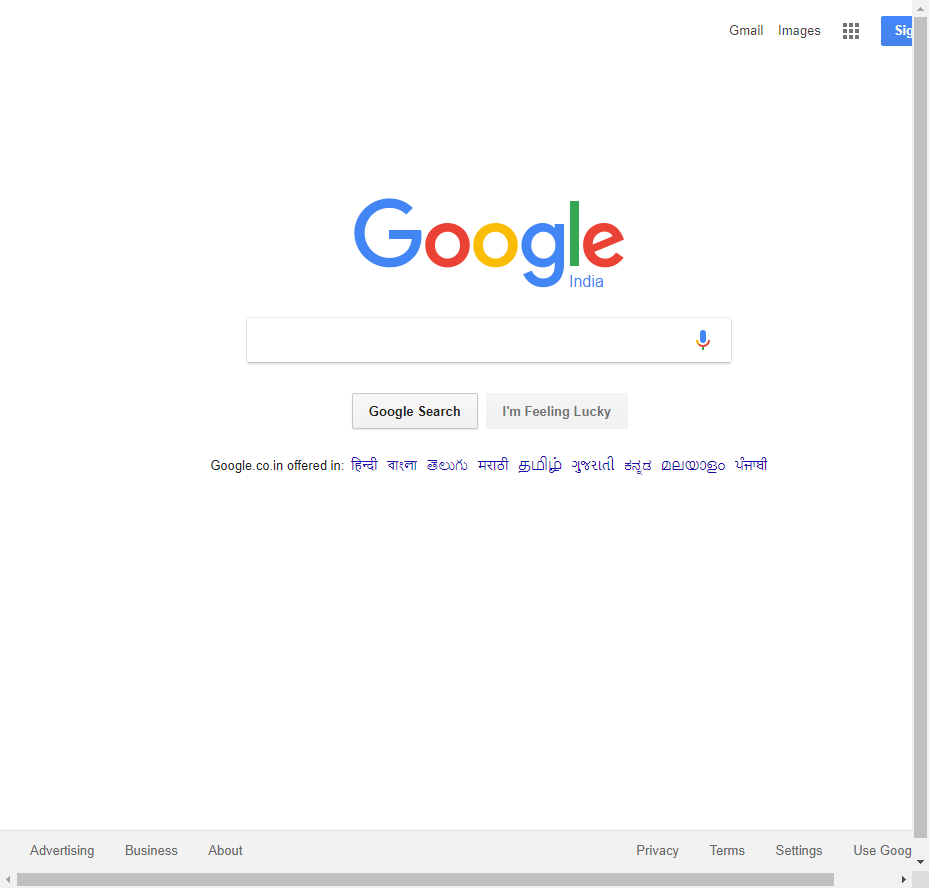 Gmail Images Sig
Google
India
Google Search I'm Feeling Lucky
Google.co.in offered in: हिन्दी বাংলা తెలుగు मराठी தமிழ் ગુજરાતી ಕನ್ನಡ മലയാളം ਪੰਜਾਬੀ
Advertising Business About Privacy Terms Settings Use Goog